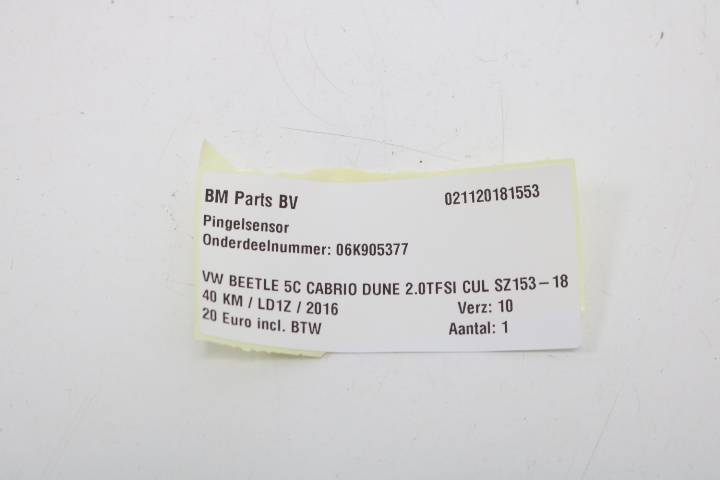 BM Parts BV 021120181553
Pingelsensor
Onderdeelnummer: 06K905377
VW BEETLE 5C CABRIO DUNE 2.0TFSI CUL SZ153-18
40 KM / LD1Z / 2016 Verz: 10
20 Euro incl. BTW Aantal: 1